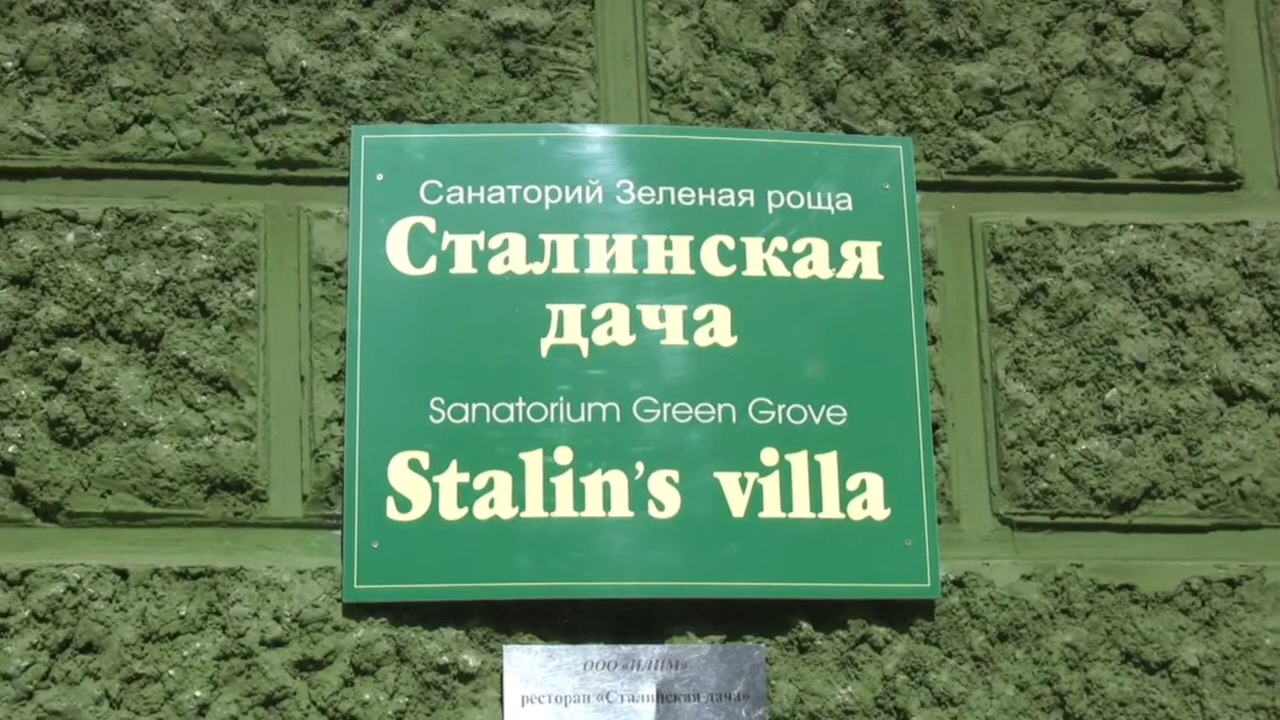 Санаторий Зеленая роща
Сталинская
дача
Sanatorium Green Grove
Stalin's villa
ООО «ИЛИМ»
ресторан «Сталинская дача»